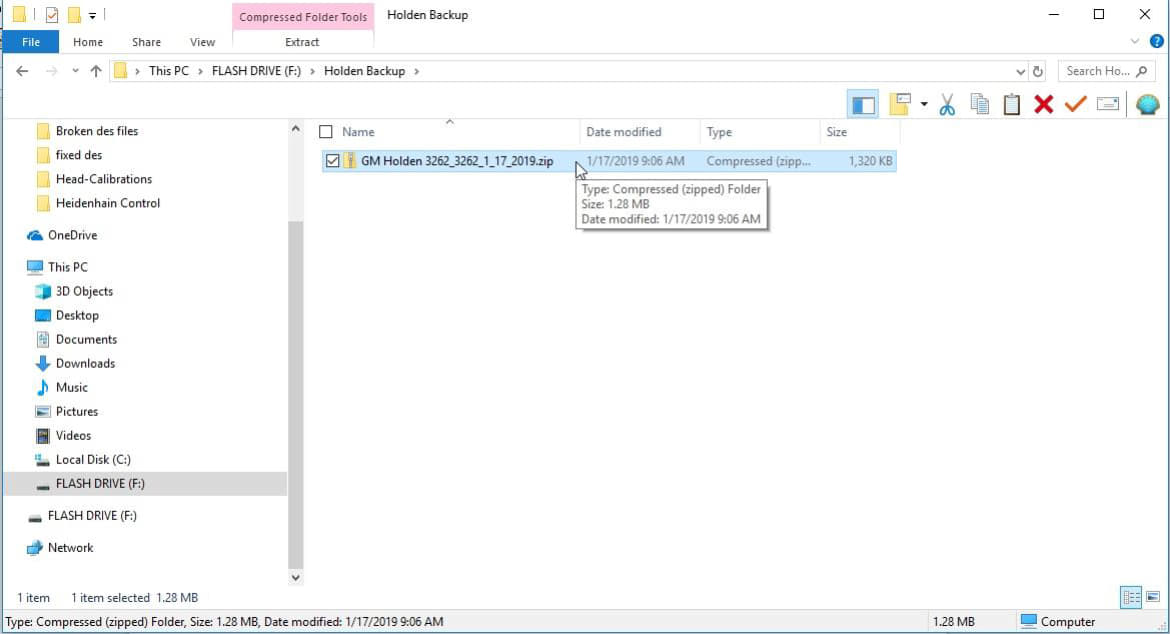 Compressed Folder Tools
Holden Backup
File
Home
Share
View
Extract
This PC
FLASH DRIVE (F:)
Holden Backup
Search Ho...
Broken des files
fixed des
Head-Calibrations
Heidenhain Control
OneDrive
This PC
3D Objects
Desktop
Documents
Downloads
Music
Pictures
Videos
Local Disk (C:)
FLASH DRIVE (F:)
FLASH DRIVE (F:)
Network
Name Date modified Type Size
GM Holden 3262_3262_1_17_2019.zip 1/17/2019 9:06 AM Compressed (zipp... 1,320 KB
Type: Compressed (zipped) Folder
Size: 1.28 MB
Date modified: 1/17/2019 9:06 AM
1 item 1 item selected 1.28 MB
Type: Compressed (zipped) Folder, Size: 1.28 MB, Date modified: 1/17/2019 9:06 AM 1.28 MB Computer